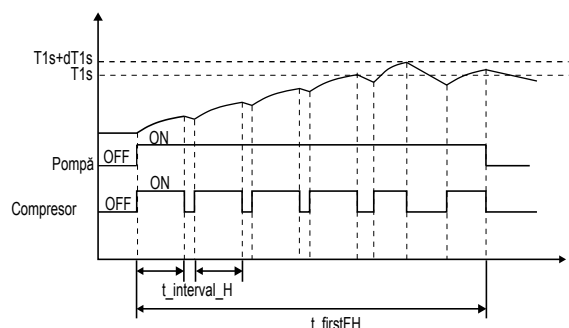 T1s+dT1s
T1s
ON
Pompă OFF
ON
Compresor OFF
t_interval_H
t_firstFH